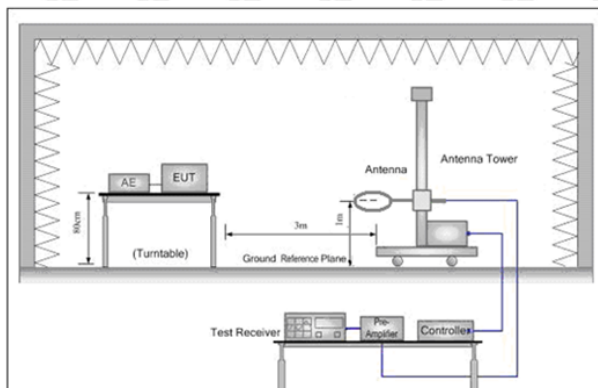 AE
EUT
80cm
(Turntable)
3m
1m
Ground Reference Plane
Antenna
Antenna Tower
Test Receiver
Pre-
Amplifier
Controller